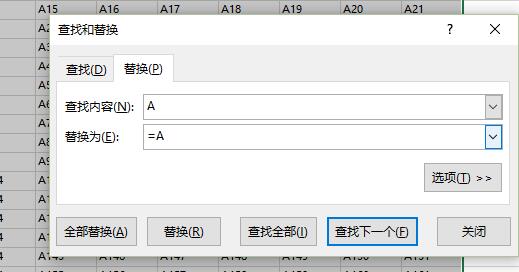 A15 A16 A17 A18 A19 A20 A21
查找和替换 ?
查找(D) 替换(P)
查找内容(N): A
替换为(E): =A
选项(T) >>
全部替换(A) 替换(R) 查找全部(I) 查找下一个(F) 关闭